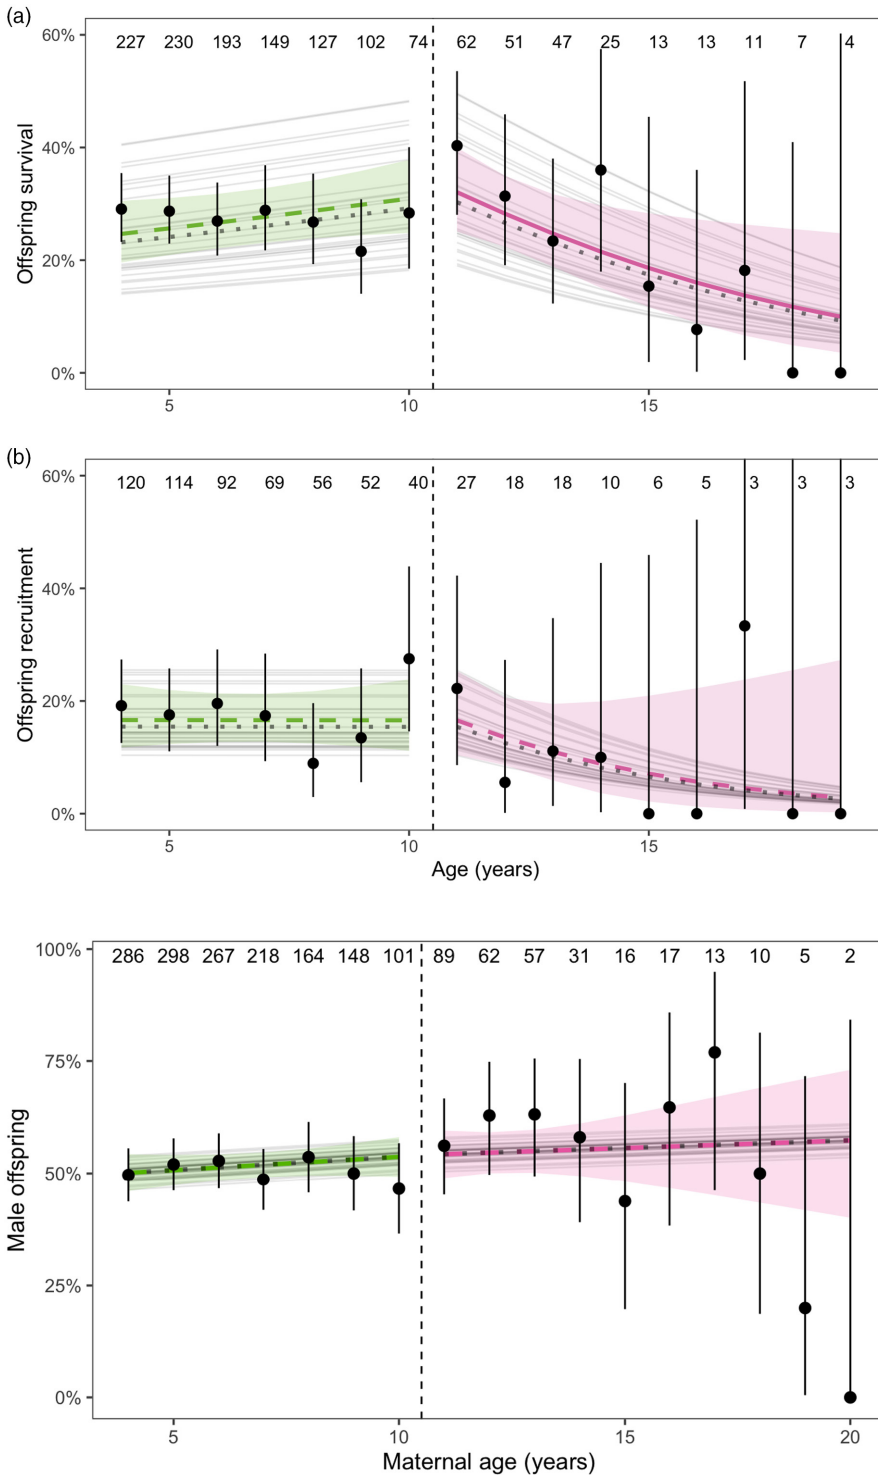 (a)
60%
40%
20%
0%
Offspring survival
227 230 193 149 127 102 74 62 51 47 25 13 13 11 7 4
5 10 15
(b)
60%
40%
20%
0%
Offspring recruitment
120 114 92 69 56 52 40 27 18 18 10 6 5 3 3 3
5 10 15
Age (years)
100%
75%
50%
25%
0%
Male offspring
286 298 267 218 164 148 101 89 62 57 31 16 17 13 10 5 2
5 10 15 20
Maternal age (years)